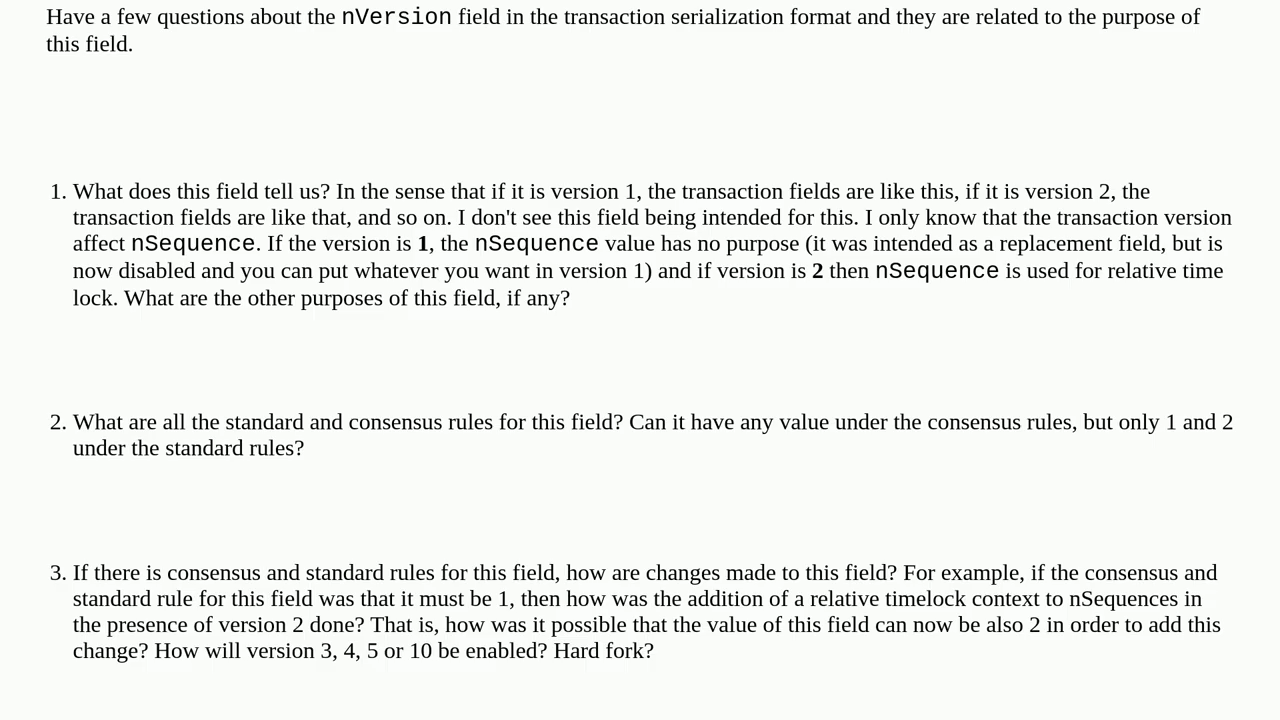 Have a few questions about the nVersion field in the transaction serialization format and they are related to the purpose of
this field.
1. What does this field tell us? In the sense that if it is version 1, the transaction fields are like this, if it is version 2, the
transaction fields are like that, and so on. I don't see this field being intended for this. I only know that the transaction version
affect nSequence. If the version is 1, the nSequence value has no purpose (it was intended as a replacement field, but is
now disabled and you can put whatever you want in version 1) and if version is 2 then nSequence is used for relative time
lock. What are the other purposes of this field, if any?
2. What are all the standard and consensus rules for this field? Can it have any value under the consensus rules, but only 1 and 2
under the standard rules?
3. If there is consensus and standard rules for this field, how are changes made to this field? For example, if the consensus and
standard rule for this field was that it must be 1, then how was the addition of a relative timelock context to nSequences in
the presence of version 2 done? That is, how was it possible that the value of this field can now be also 2 in order to add this
change? How will version 3, 4, 5 or 10 be enabled? Hard fork?